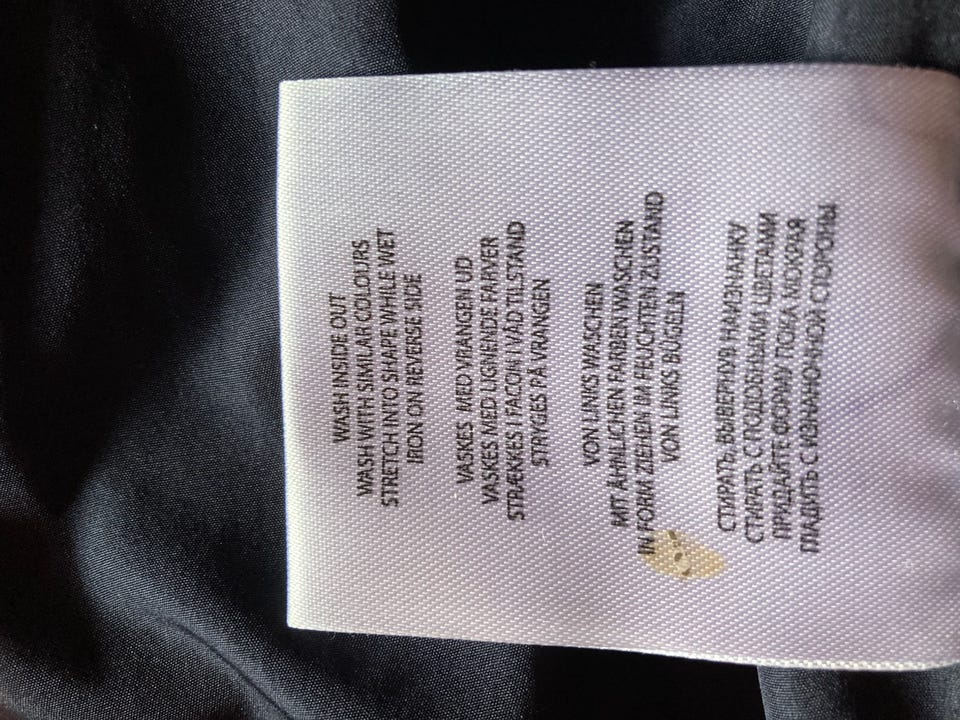 WASH INSIDE OUT
WASH WITH SIMILAR COLOURS
STRETCH INTO SHAPE WHILE WET
IRON ON REVERSE SIDE
VASKES MED VRANGEN UD
VASKES MED LIGNENDE FARVER
STRÆKKES I FACON I VÅD TILSTAND
STRYGES PÅ VRANGEN
VON LINKS WASCHEN
MIT ÄHNLICHEN FARBEN WASCHEN
IN FORM ZIEHEN IM FEUCHTEN ZUSTAND
VON LINKS BÜGELN
СТИРАТЬ, ВЫВЕРНУВ НАИЗНАНКУ
СТИРАТЬ С ПОДОБНЫМИ ЦВЕТАМИ
ПРИДАЙТЕ ФОРМУ ПОКА МОКРАЯ
ГЛАДИТЬ С ИЗНАНОЧНОЙ СТОРОНЫ